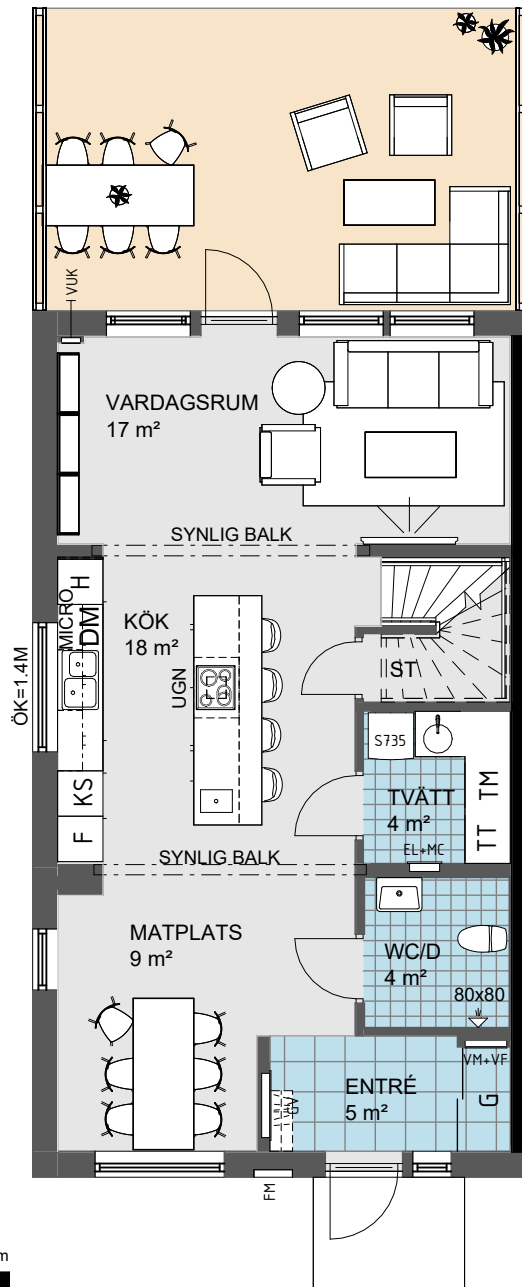 VUK
VARDAGSRUM
17 m²
SYNLIG BALK
H
MICRO
DM
KÖK
18 m²
UGN
ÖK=1.4M
ST
S735
KS
F
TVÄTT
4 m²
TM
TT
EL+MC
SYNLIG BALK
MATPLATS
9 m²
WC/D
4 m²
80x80
VM+VF
ENTRÉ
5 m²
G
FM
m